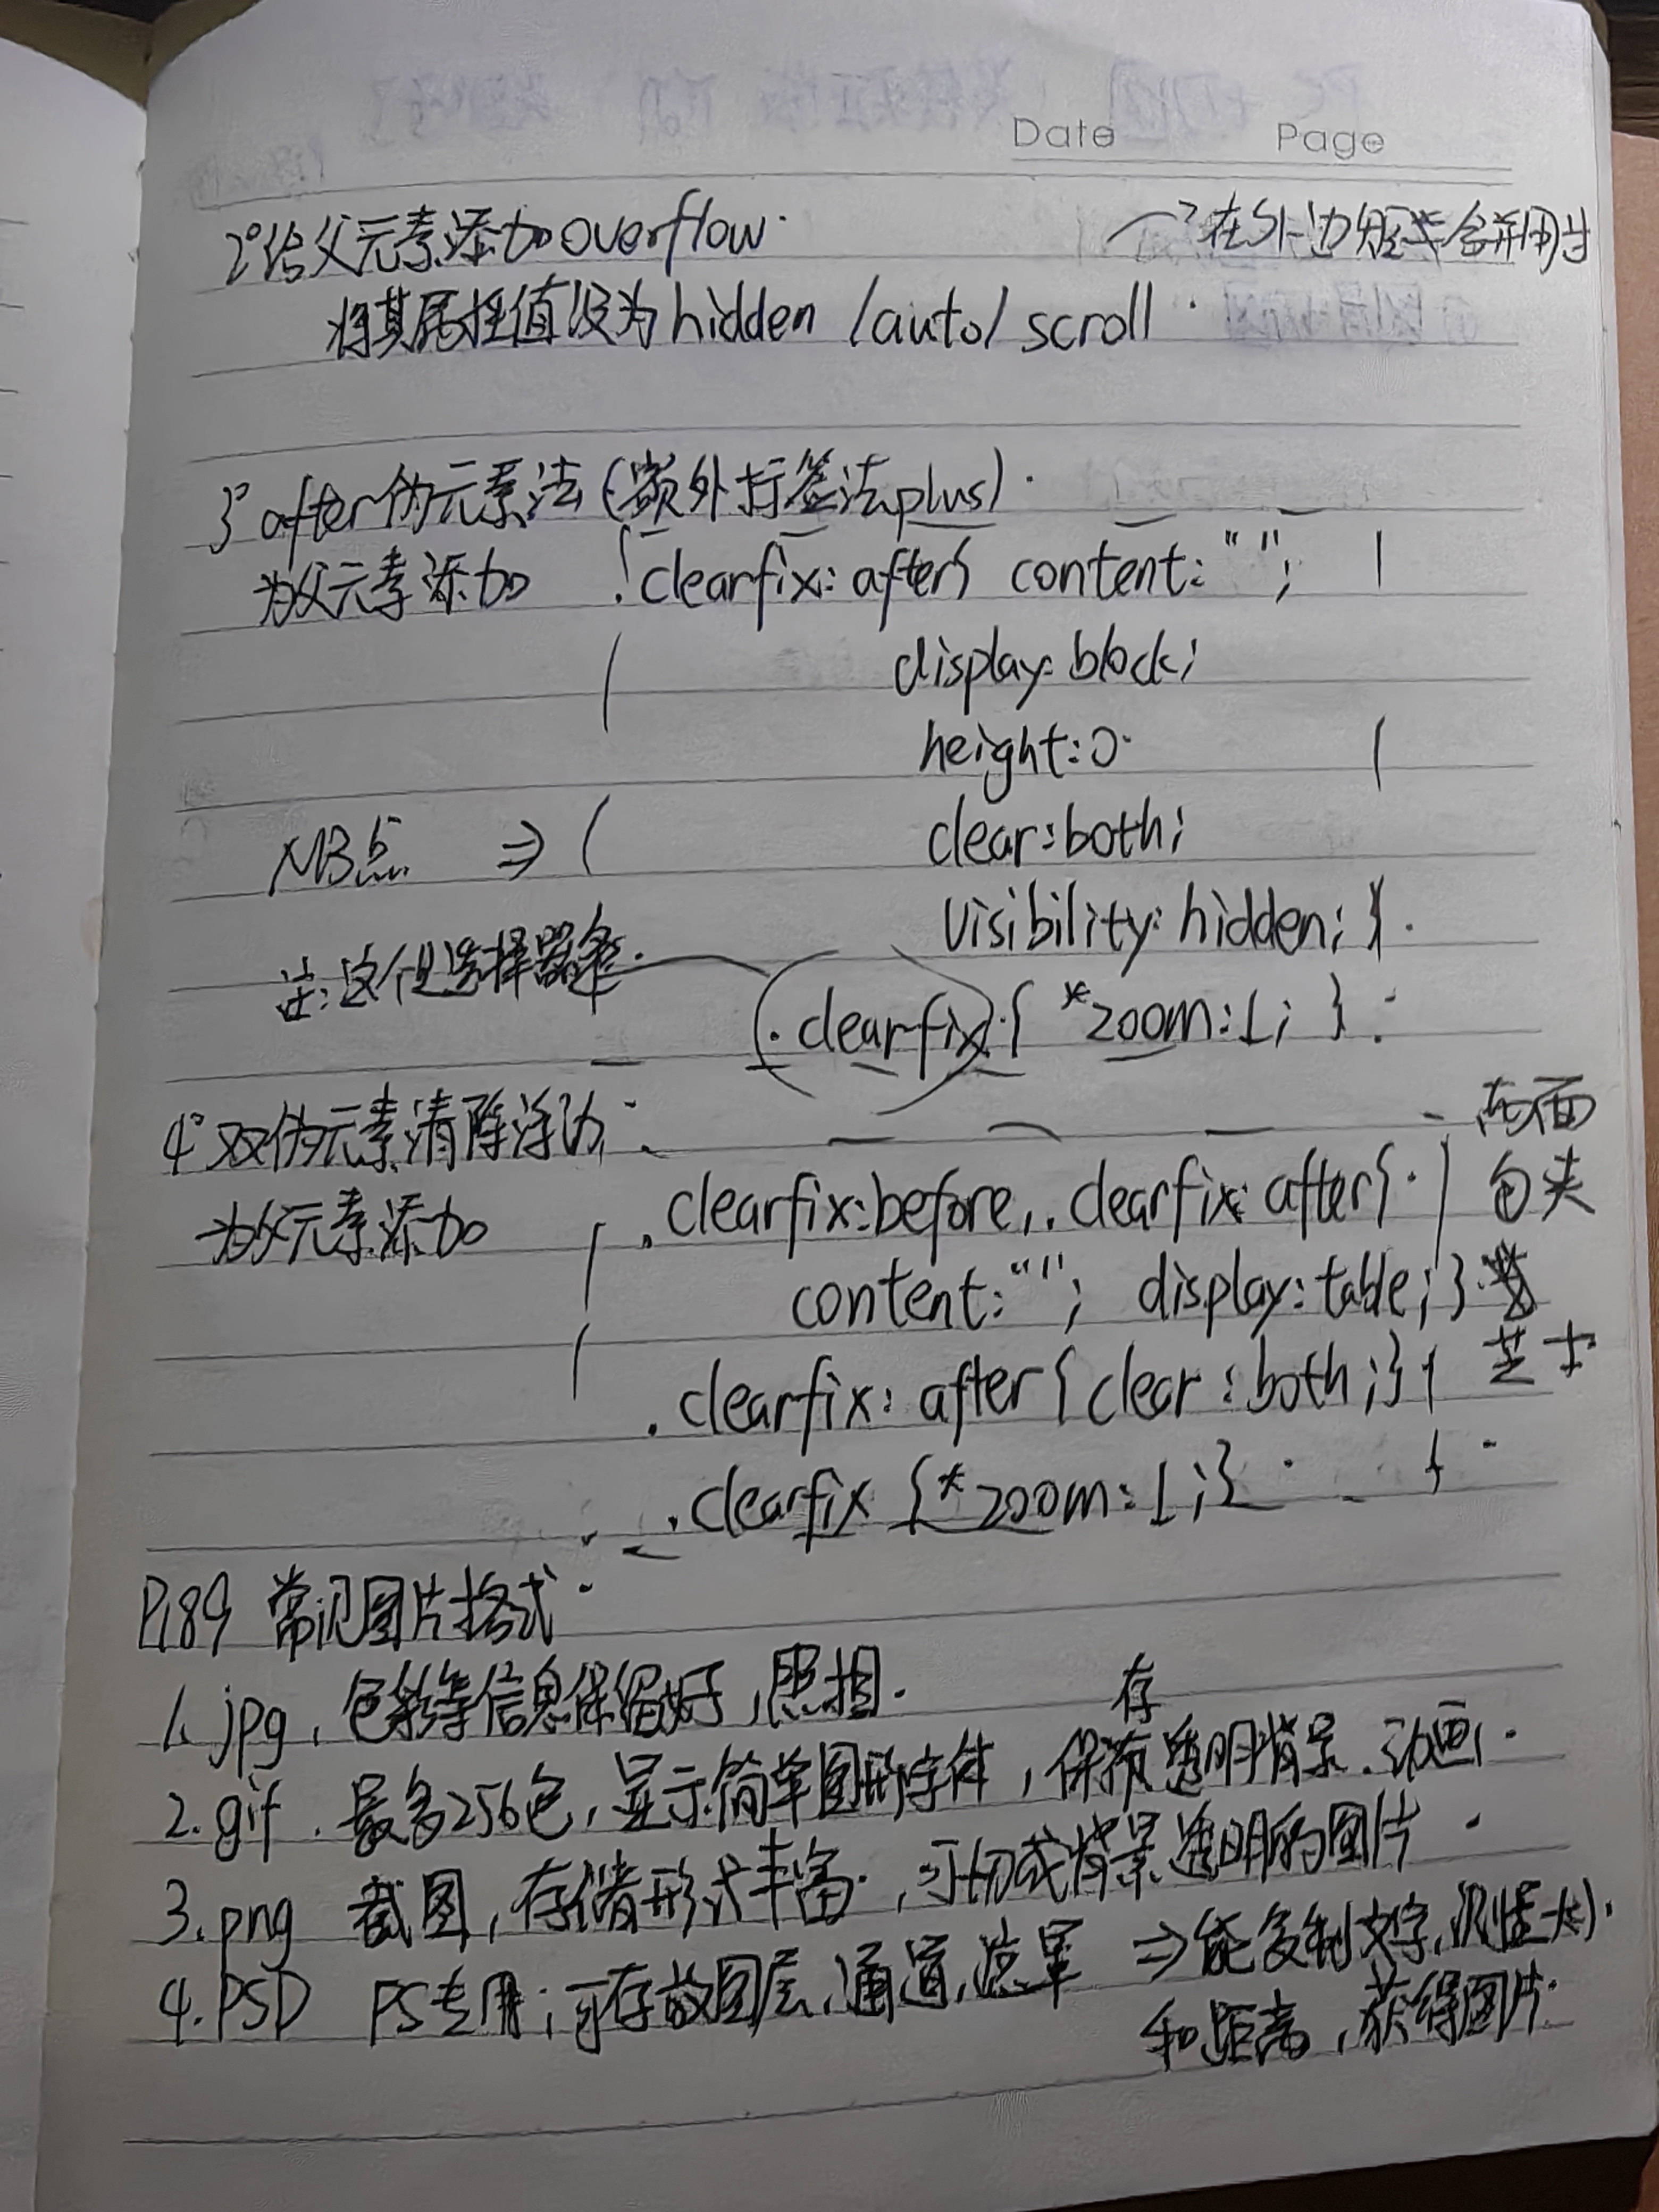 Date Page
2°给父元素添加overflow. →在外边距合并用过
将其属性值设为hidden /auto/ scroll
3° after伪元素法(额外标签法plus)
为父元素添加 .clearfix:after{ content:"";
display:block;
height:0
clear:both;
NB点 ⇒
visibility:hidden; }
注:这个是选择器
.clearfix { *zoom:1; }
4° 双伪元素清除浮动:
为父元素添加 .clearfix:before,.clearfix:after{
content:""; display:table; }
.clearfix:after{clear:both;}
.clearfix {*zoom:1;}
两面
包夹
芝士
P189 常见图片格式
1. jpg, 色彩等信息保留好, 照相.
2. gif. 最多256色, 显示简单图形字体, 保存透明背景. 动画.
3. png 截图, 存储形式丰富, 可切成背景透明的图片
4. PSD PS专用; 可存放图层, 通道, 遮罩 ⇒能复制文字, 测量大小
和距离, 获得图片.